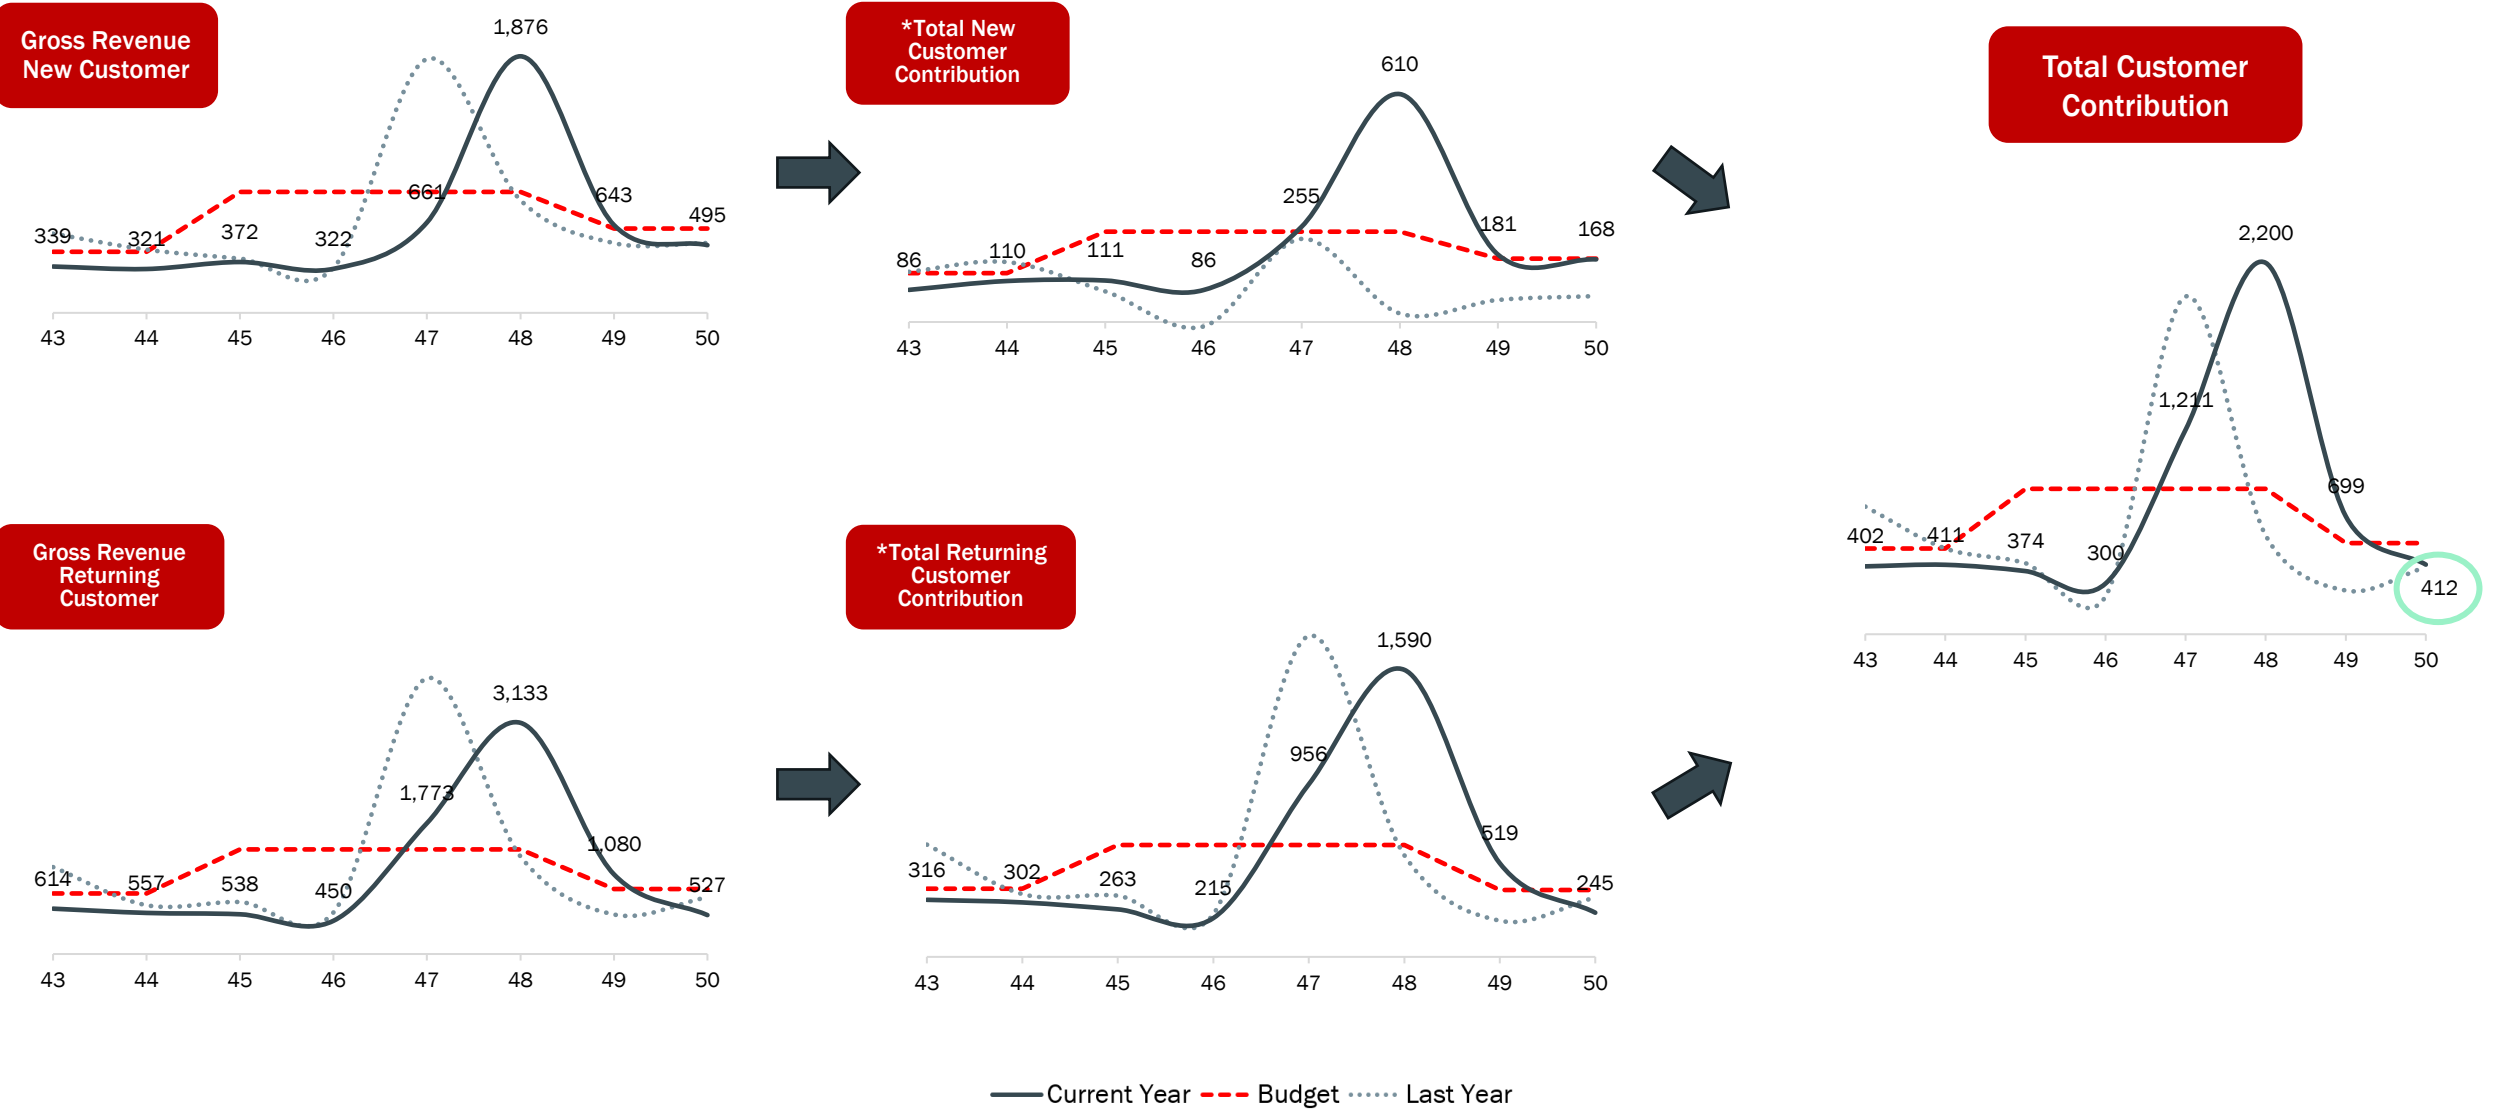 Gross Revenue
New Customer
1,876
661
643
495
339
321
372
322
43 44 45 46 47 48 49 50
*Total New
Customer
Contribution
610
255
181
168
86
110
111
86
43 44 45 46 47 48 49 50
Total Customer
Contribution
2,200
1,211
699
402
411
374
300
412
43 44 45 46 47 48 49 50
Gross Revenue
Returning
Customer
3,133
1,773
1,080
614
557
538
450
527
43 44 45 46 47 48 49 50
*Total Returning
Customer
Contribution
1,590
956
519
316
302
263
215
245
43 44 45 46 47 48 49 50
Current Year Budget Last Year